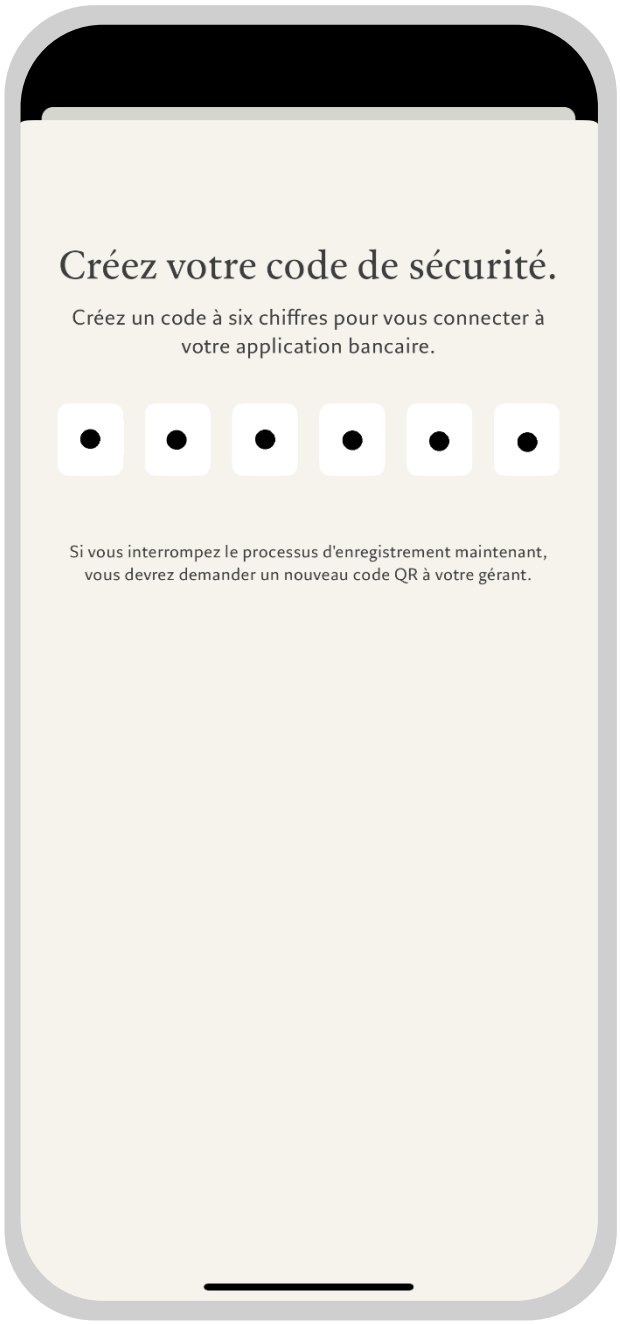 Créez votre code de sécurité.
Créez un code à six chiffres pour vous connecter à
votre application bancaire.
Si vous interrompez le processus d'enregistrement maintenant,
vous devrez demander un nouveau code QR à votre gérant.